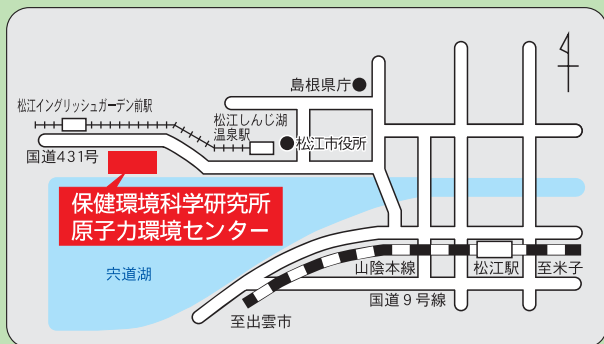 島根県庁
松江イングリッシュガーデン前駅
松江しんじ湖
温泉駅
松江市役所
国道431号
保健環境科学研究所
原子力環境センター
宍道湖
山陰本線
松江駅
至米子
国道9号線
至出雲市